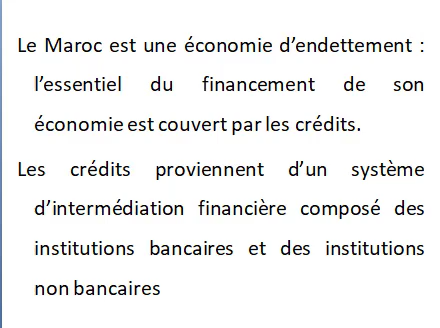 Le Maroc est une économie d’endettement :
l’essentiel du financement de son
économie est couvert par les crédits.
Les crédits proviennent d’un système
d’intermédiation financière composé des
institutions bancaires et des institutions
non bancaires